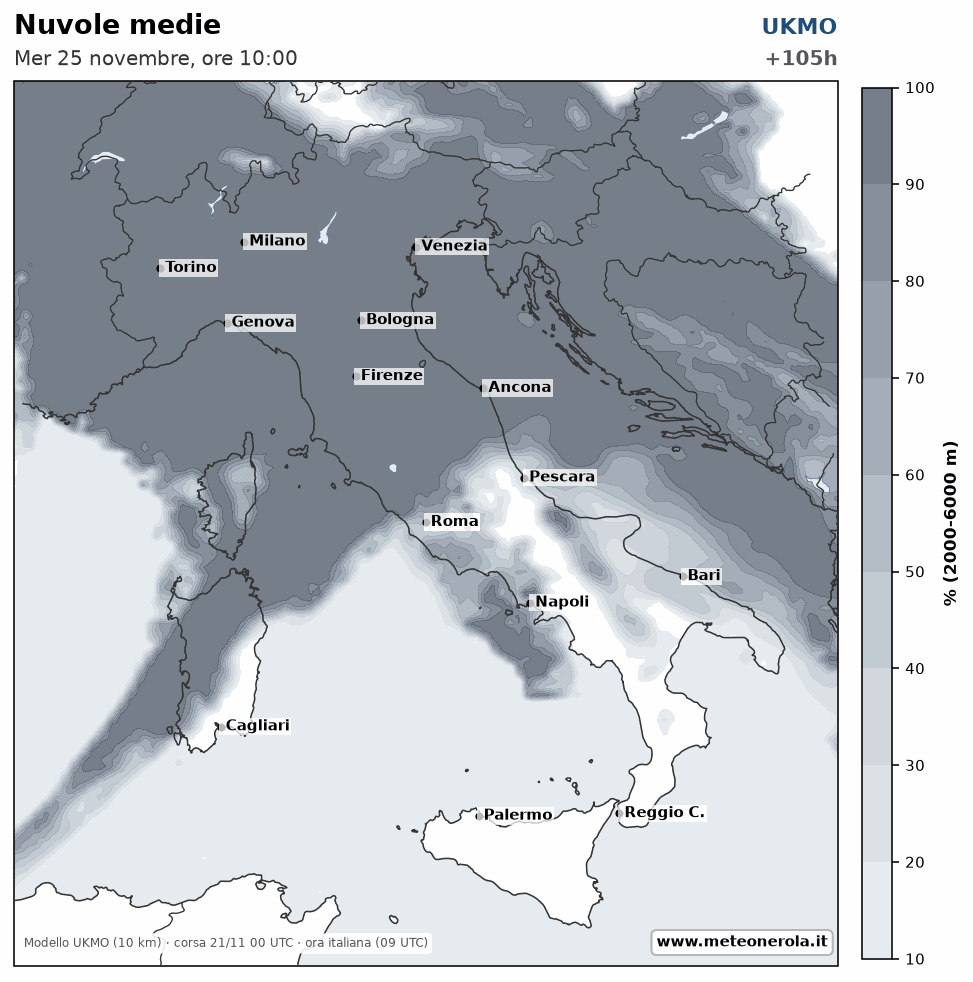 Nuvole medie
UKMO
Mer 25 novembre, ore 10:00
+105h
100
90
80
70
60
50
40
30
20
10
% (2000-6000 m)
Milano
Venezia
Torino
Genova
Bologna
Firenze
Ancona
Pescara
Roma
Bari
Napoli
Cagliari
Palermo
Reggio C.
Modello UKMO (10 km) · corsa 21/11 00 UTC · ora italiana (09 UTC)
www.meteonerola.it